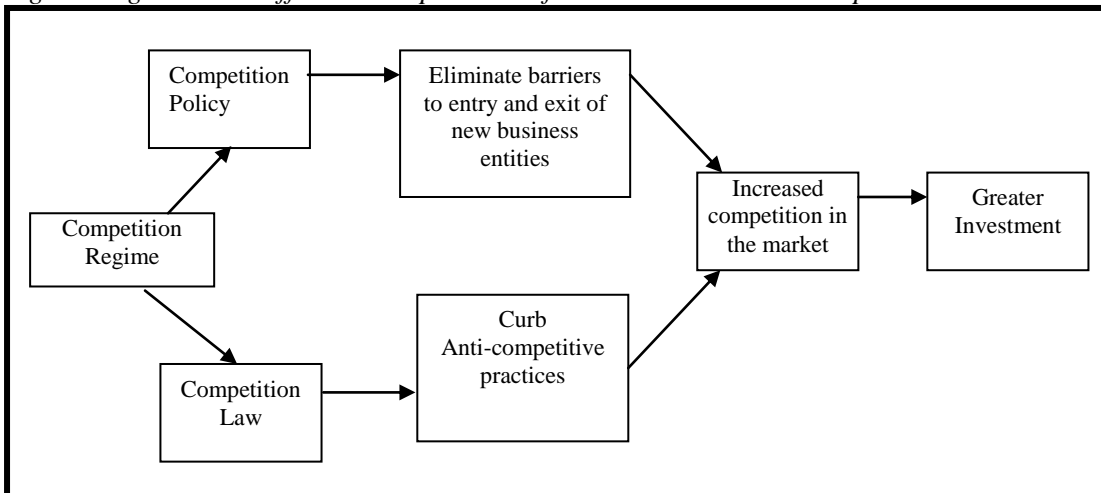 Competition
Policy
Eliminate barriers
to entry and exit of
new business
entities
Increased
competition in
the market
Greater
Investment
Competition
Regime
Curb
Anti-competitive
practices
Competition
Law